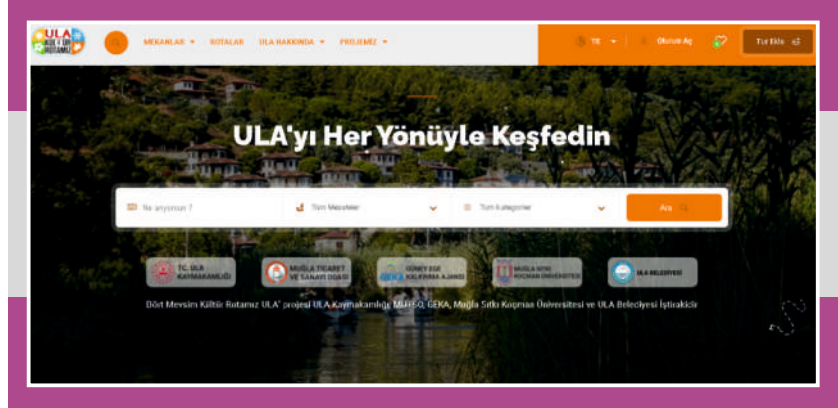 ULA
MEKANLAR
ROTALAR
ULA HAKKINDA
PROJEMİZ
TR
Oturum Aç
Tur Ekle
ULA'yı Her Yönüyle Keşfedin
Ne arıyorsun ?
Tüm Mevsimler
Tüm Kategoriler
Ara
T.C. ULA
KAYMAKAMLIĞI
MUĞLA TİCARET
VE SANAYİ ODASI
GEKA
GÜNEY EGE
KALKINMA AJANSI
MUĞLA SITKI
KOÇMAN ÜNİVERSİTESİ
ULA BELEDİYESİ
Dört Mevsim Kültür Rotamız ULA' projesi ULA Kaymakamlığı, MUTSO, GEKA, Muğla Sıtkı Koçman Üniversitesi ve ULA Belediyesi İştirakidir